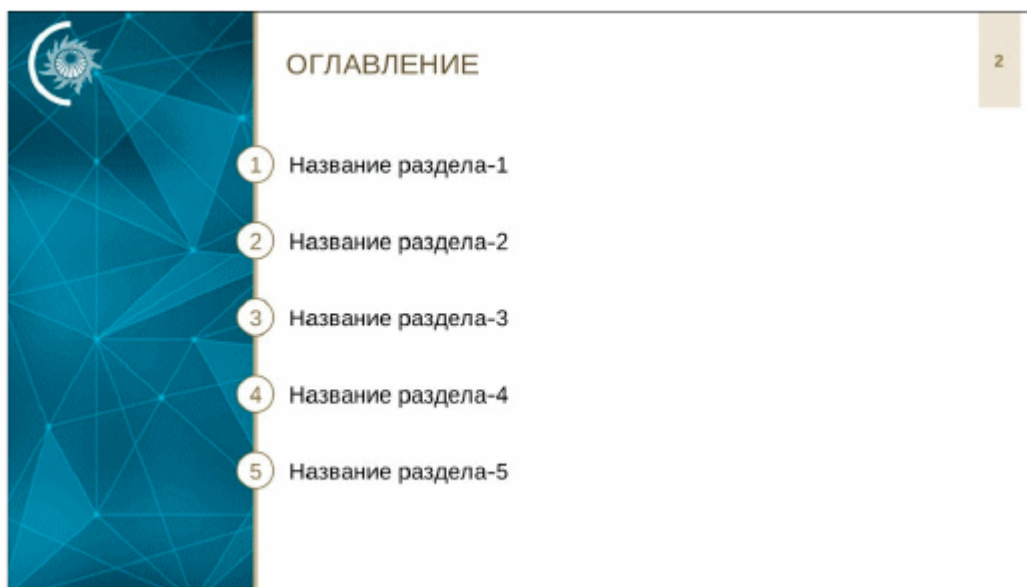 ОГЛАВЛЕНИЕ
2
1 Название раздела-1
2 Название раздела-2
3 Название раздела-3
4 Название раздела-4
5 Название раздела-5